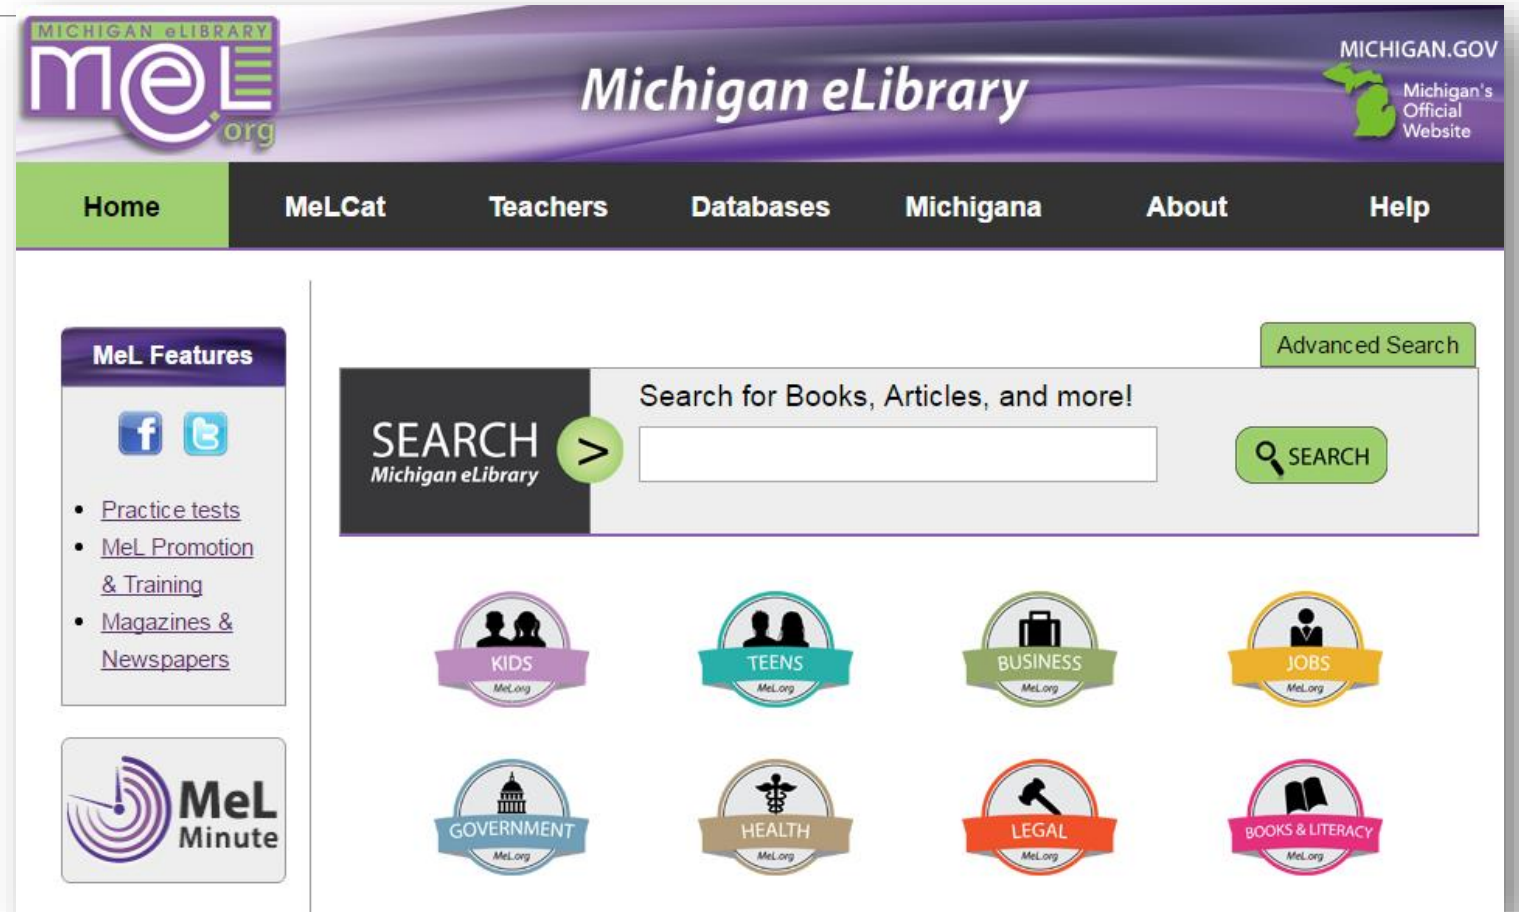 MICHIGAN eLIBRARY
meL
.org
Michigan eLibrary
MICHIGAN.GOV
Michigan's
Official
Website
Home MeLCat Teachers Databases Michigana About Help
MeL Features
Practice tests
MeL Promotion
& Training
Magazines &
Newspapers
MeL
Minute
Advanced Search
SEARCH
Michigan eLibrary
>
Search for Books, Articles, and more!
SEARCH
KIDS
MeL.org
TEENS
MeL.org
BUSINESS
MeL.org
JOBS
MeL.org
GOVERNMENT
MeL.org
HEALTH
MeL.org
LEGAL
MeL.org
BOOKS & LITERACY
MeL.org